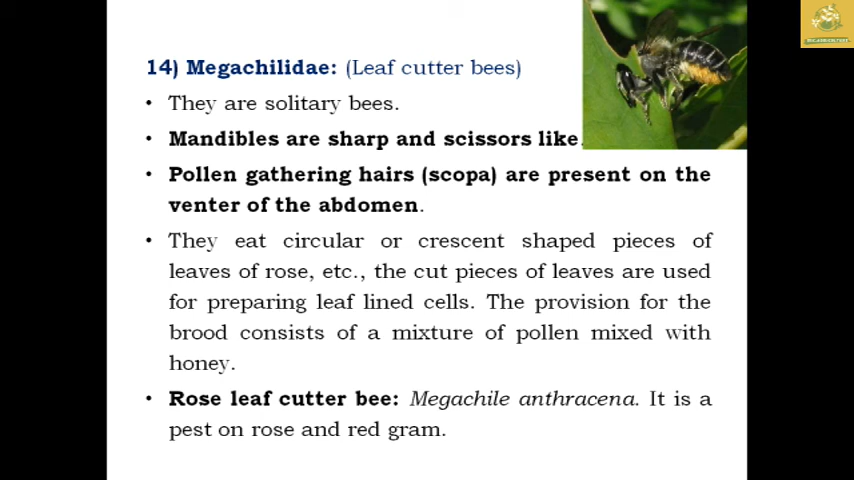 14) Megachilidae: (Leaf cutter bees)
• They are solitary bees.
• Mandibles are sharp and scissors like.
• Pollen gathering hairs (scopa) are present on the
venter of the abdomen.
• They eat circular or crescent shaped pieces of
leaves of rose, etc., the cut pieces of leaves are used
for preparing leaf lined cells. The provision for the
brood consists of a mixture of pollen mixed with
honey.
• Rose leaf cutter bee: Megachile anthracena. It is a
pest on rose and red gram.